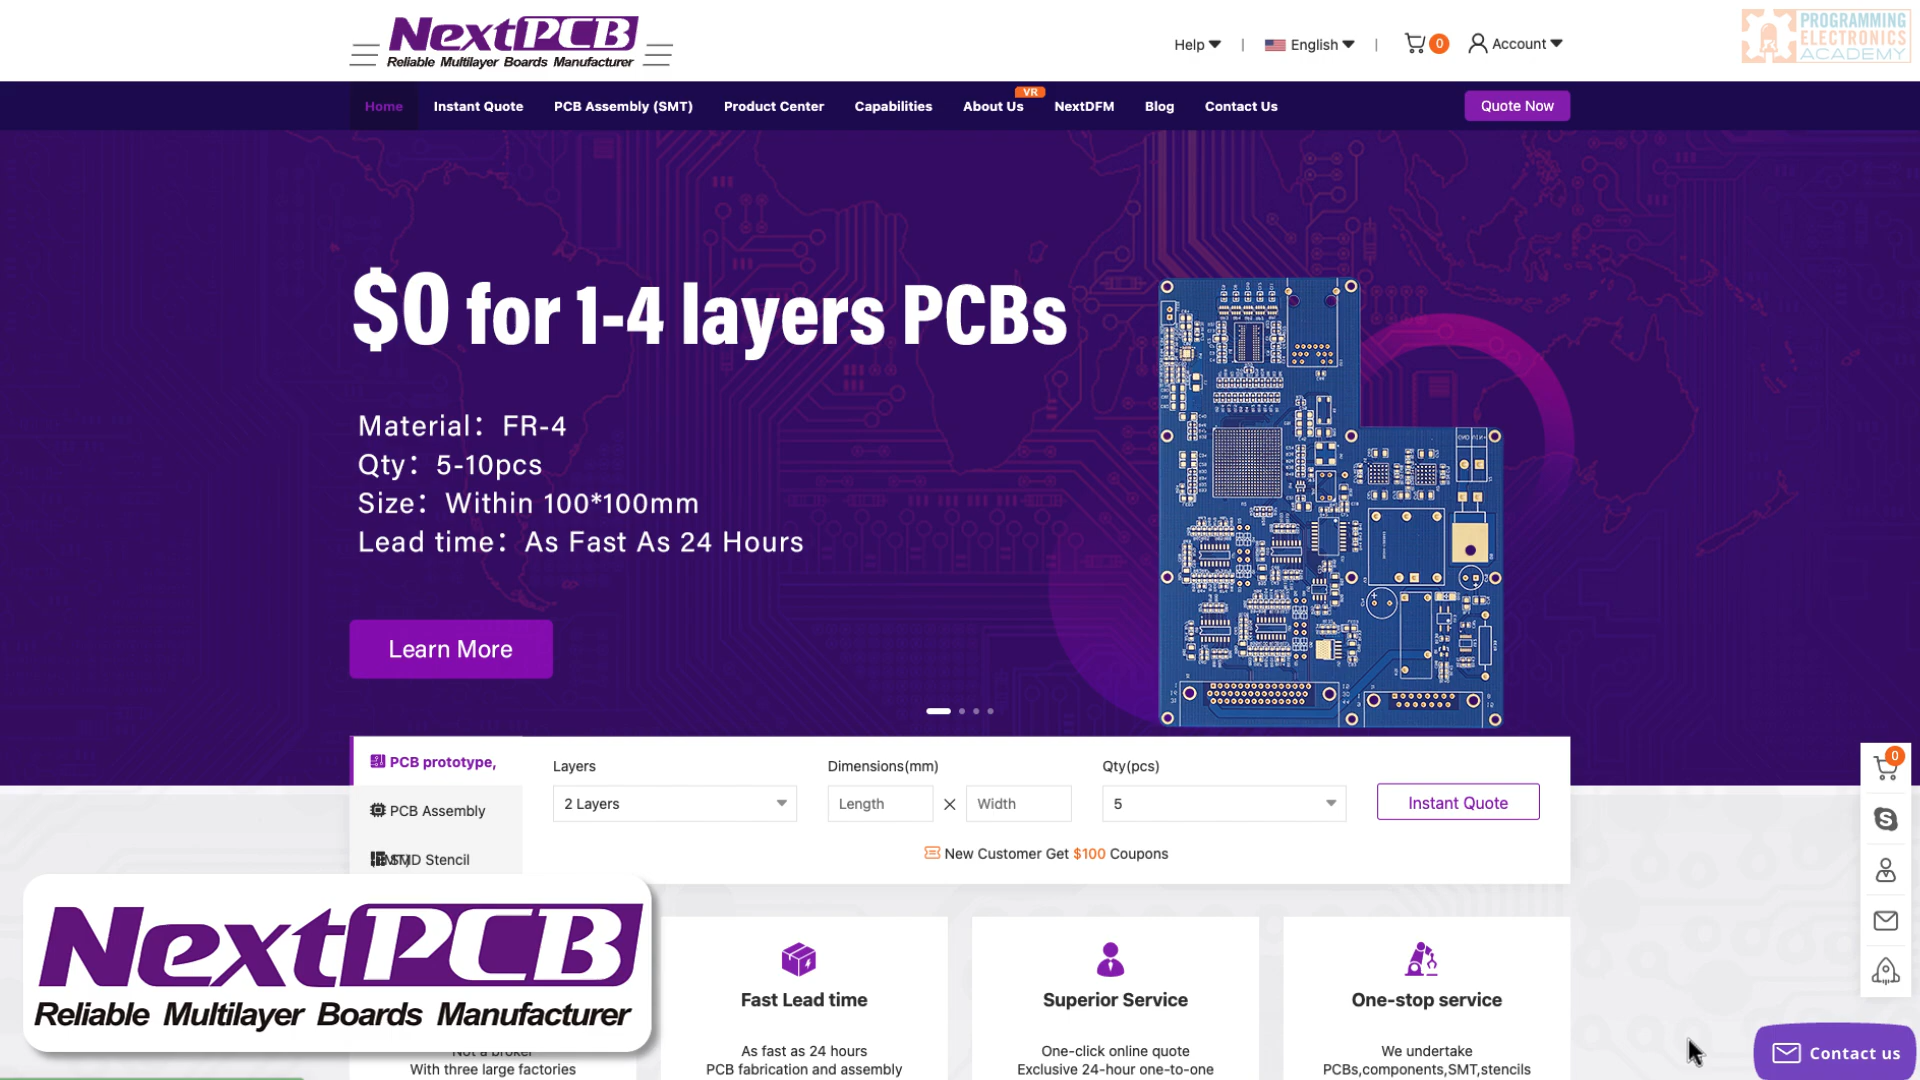 NextPCB
Reliable Multilayer Boards Manufacturer
Help
English
0
Account
PROGRAMMING
ELECTRONICS
ACADEMY
Home
Instant Quote
PCB Assembly (SMT)
Product Center
Capabilities
About Us
VR
NextDFM
Blog
Contact Us
Quote Now
$0 for 1-4 layers PCBs
Material: FR-4
Qty: 5-10pcs
Size: Within 100*100mm
Lead time: As Fast As 24 Hours
Learn More
PCB prototype,
PCB Assembly
SMD Stencil
Layers
2 Layers
Dimensions(mm)
Length
Width
Qty(pcs)
5
Instant Quote
New Customer Get $100 Coupons
0
NextPCB
Reliable Multilayer Boards Manufacturer
Not a broker
With three large factories
Fast Lead time
As fast as 24 hours
PCB fabrication and assembly
Superior Service
One-click online quote
Exclusive 24-hour one-to-one
One-stop service
We undertake
PCBs,components,SMT,stencils
Contact us